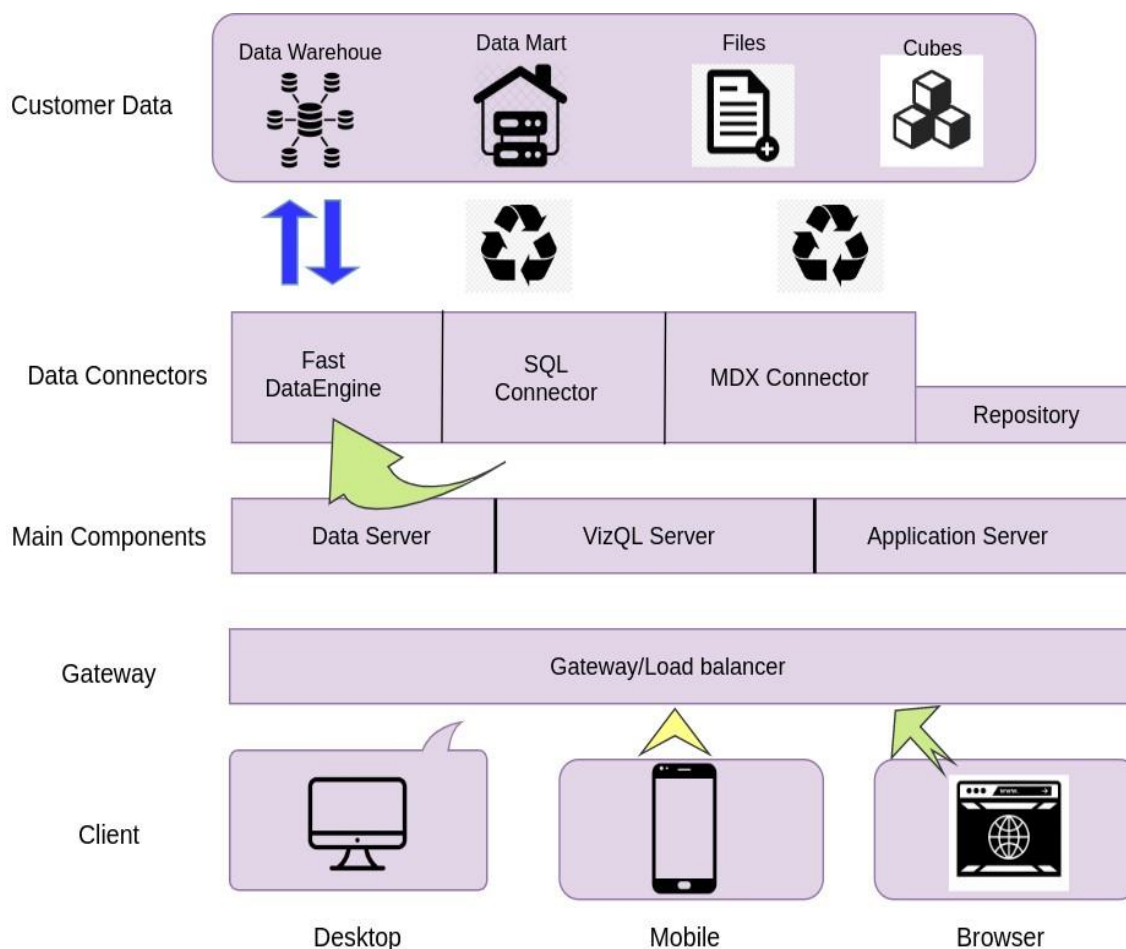 Customer Data
Data Warehoue
Data Mart
Files
Cubes
Data Connectors
Fast
DataEngine
SQL
Connector
MDX Connector
Repository
Main Components
Data Server
VizQL Server
Application Server
Gateway
Gateway/Load balancer
Client
www.
Desktop
Mobile
Browser